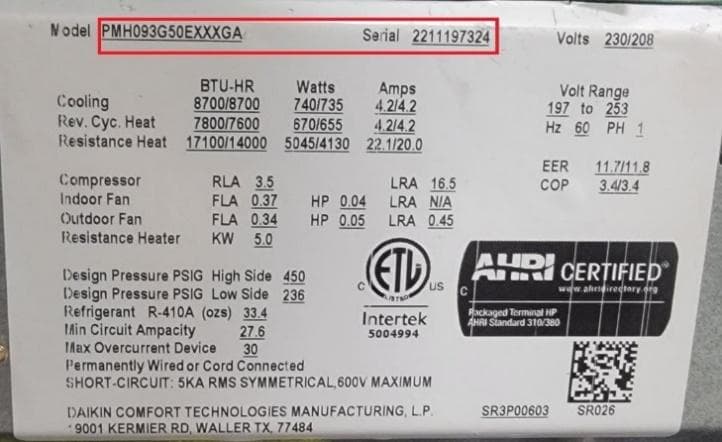 Model PMH093G50EXXXGA Serial 2211197324 Volts 230/208
BTU-HR Watts Amps Volt Range
Cooling 8700/8700 740/735 4.2/4.2 197 to 253
Rev. Cyc. Heat 7800/7600 670/655 4.2/4.2 Hz 60 PH 1
Resistance Heat 17100/14000 5045/4130 22.1/20.0
EER 11.7/11.8
Compressor RLA 3.5 LRA 16.5 COP 3.4/3.4
Indoor Fan FLA 0.37 HP 0.04 LRA N/A
Outdoor Fan FLA 0.34 HP 0.05 LRA 0.45
Resistance Heater KW 5.0
Design Pressure PSIG High Side 450
Design Pressure PSIG Low Side 236
Refrigerant R-410A (ozs) 33.4
Min Circuit Ampacity 27.6
Max Overcurrent Device 30
Permanently Wired or Cord Connected
SHORT-CIRCUIT: 5KA RMS SYMMETRICAL,600V MAXIMUM
C ETL US
LISTED
Intertek
5004994
C AHRI CERTIFIED®
www.ahridirectory.org
Packaged Terminal HP
AHRI Standard 310/380
DAIKIN COMFORT TECHNOLOGIES MANUFACTURING, L.P. SR3P00603 SR026
19001 KERMIER RD, WALLER TX, 77484